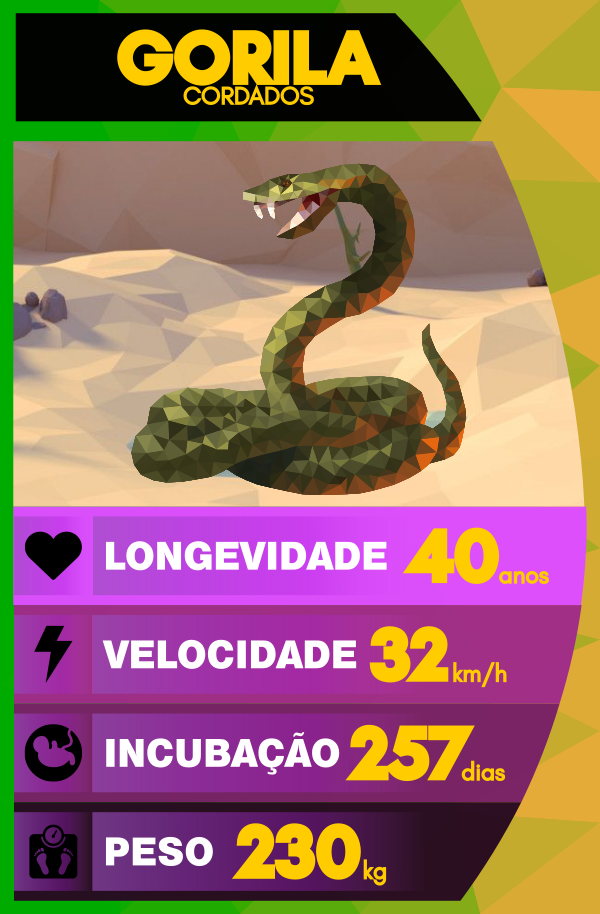 GORILA
CORDADOS
LONGEVIDADE 40 anos
VELOCIDADE 32 km/h
INCUBAÇÃO 257 dias
PESO 230 kg